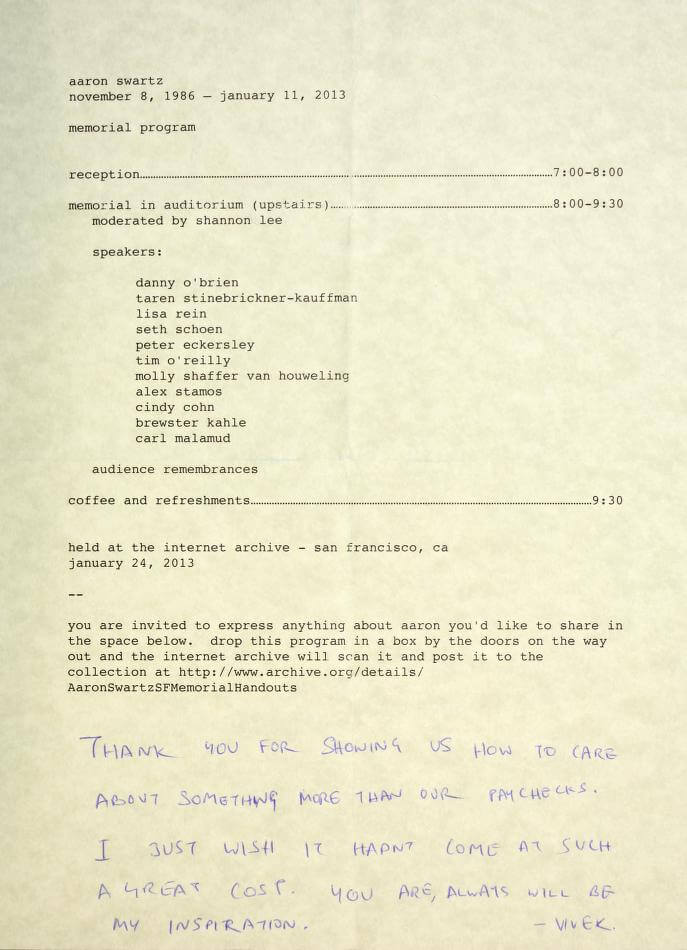 aaron swartz
november 8, 1986 – january 11, 2013
memorial program
reception........................................7:00-8:00
memorial in auditorium (upstairs)........................................8:00-9:30
moderated by shannon lee
speakers:
danny o'brien
taren stinebrickner-kauffman
lisa rein
seth schoen
peter eckersley
tim o'reilly
molly shaffer van houweling
alex stamos
cindy cohn
brewster kahle
carl malamud
audience remembrances
coffee and refreshments........................................9:30
held at the internet archive - san francisco, ca
january 24, 2013
--
you are invited to express anything about aaron you'd like to share in
the space below.  drop this program in a box by the doors on the way
out and the internet archive will scan it and post it to the
collection at http://www.archive.org/details/
AaronSwartzSFMemorialHandouts
THANK YOU FOR SHOWING US HOW TO CARE
ABOUT SOMETHING MORE THAN OUR PAYCHECKS.
I JUST WISH IT HADN'T COME AT SUCH
A GREAT COST. YOU ARE, ALWAYS WILL BE
MY INSPIRATION. - VIVEK.